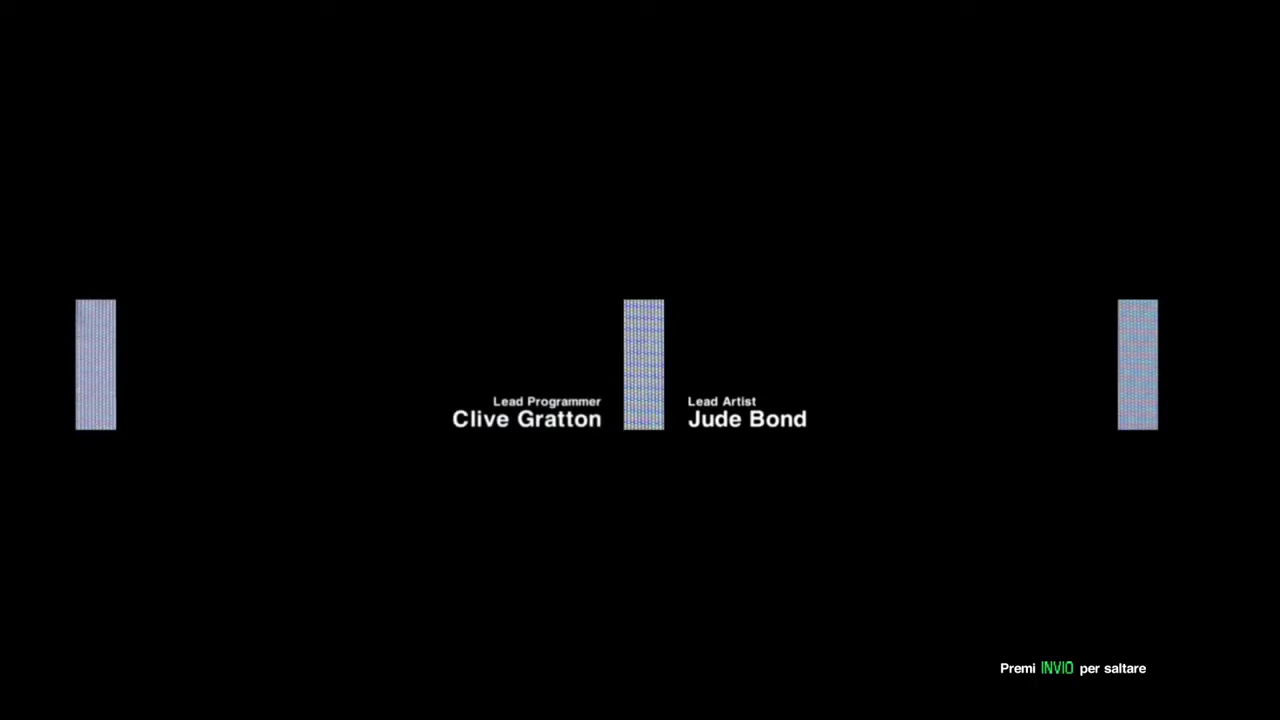 Lead Programmer
Clive Gratton
Lead Artist
Jude Bond
Premi INVIO per saltare